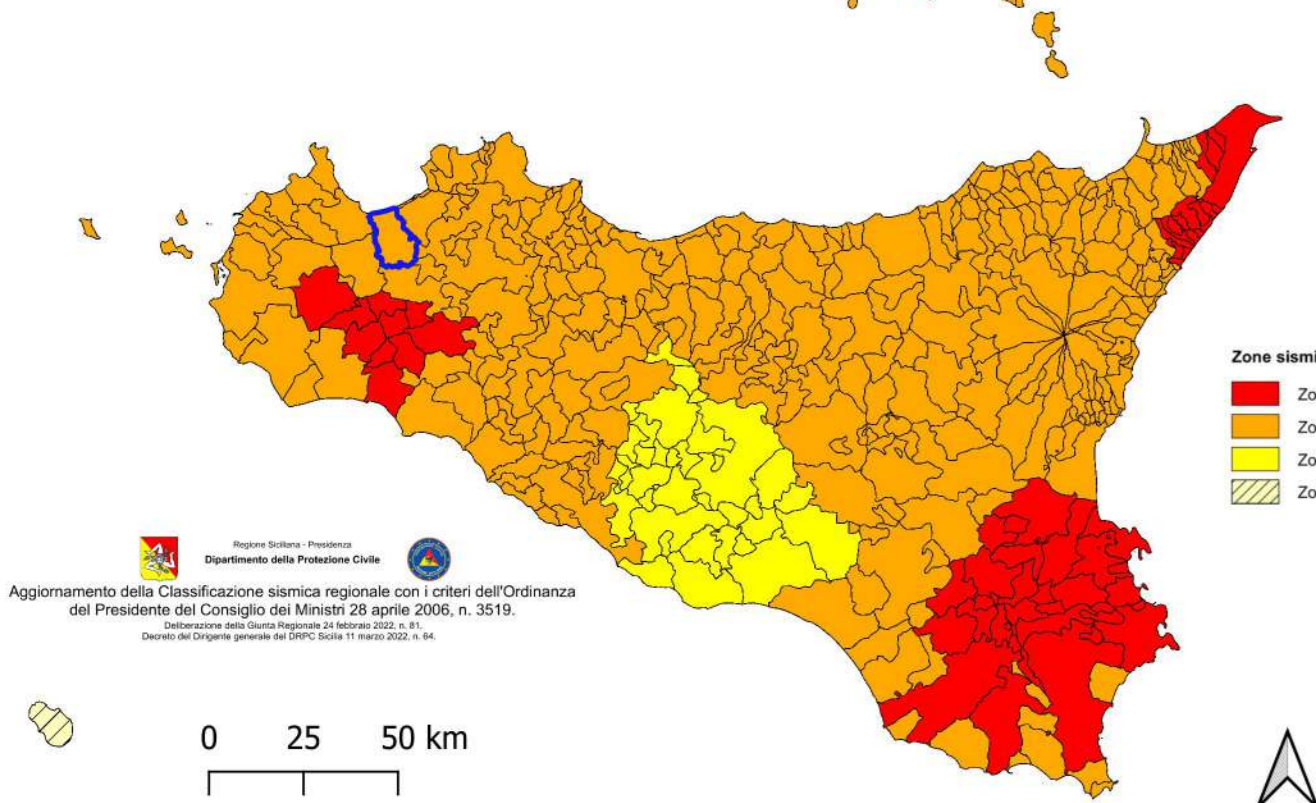 Zone sismi
Zo
Zo
Zo
Zo
Regione Siciliana - Presidenza
Dipartimento della Protezione Civile
Aggiornamento della Classificazione sismica regionale con i criteri dell'Ordinanza
del Presidente del Consiglio dei Ministri 28 aprile 2006, n. 3519.
Deliberazione della Giunta Regionale 24 febbraio 2022, n. 81.
Decreto del Dirigente generale del DRPC Sicilia 11 marzo 2022, n. 64.
0 25 50 km